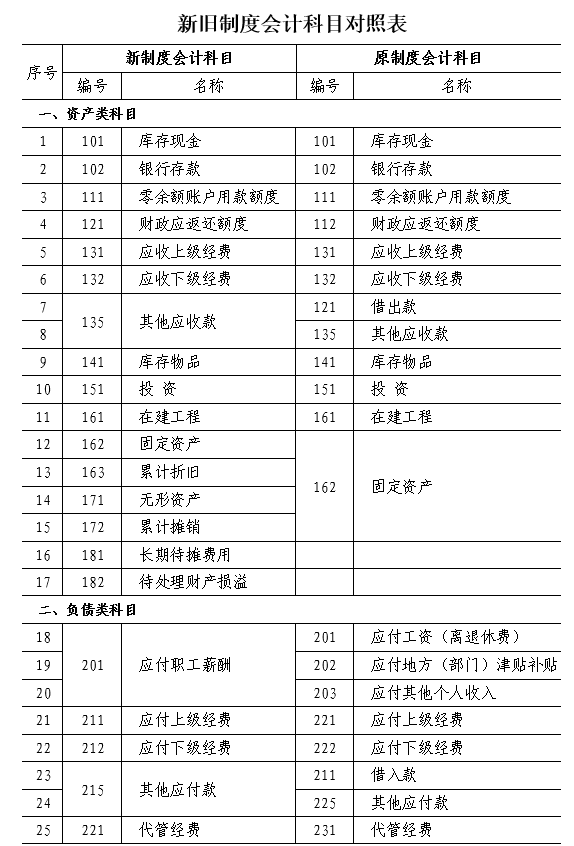 新旧制度会计科目对照表
序号 新制度会计科目 原制度会计科目
编号 名称 编号 名称
一、资产类科目
1 101 库存现金 101 库存现金
2 102 银行存款 102 银行存款
3 111 零余额账户用款额度 111 零余额账户用款额度
4 121 财政应返还额度 112 财政应返还额度
5 131 应收上级经费 131 应收上级经费
6 132 应收下级经费 132 应收下级经费
7 135 其他应收款 121 借出款
8 135 其他应收款
9 141 库存物品 141 库存物品
10 151 投 资 151 投 资
11 161 在建工程 161 在建工程
12 162 固定资产 162 固定资产
13 163 累计折旧
14 171 无形资产
15 172 累计摊销
16 181 长期待摊费用
17 182 待处理财产损溢
二、负债类科目
18 201 应付职工薪酬 201 应付工资（离退休费）
19 202 应付地方（部门）津贴补贴
20 203 应付其他个人收入
21 211 应付上级经费 221 应付上级经费
22 212 应付下级经费 222 应付下级经费
23 215 其他应付款 211 借入款
24 225 其他应付款
25 221 代管经费 231 代管经费